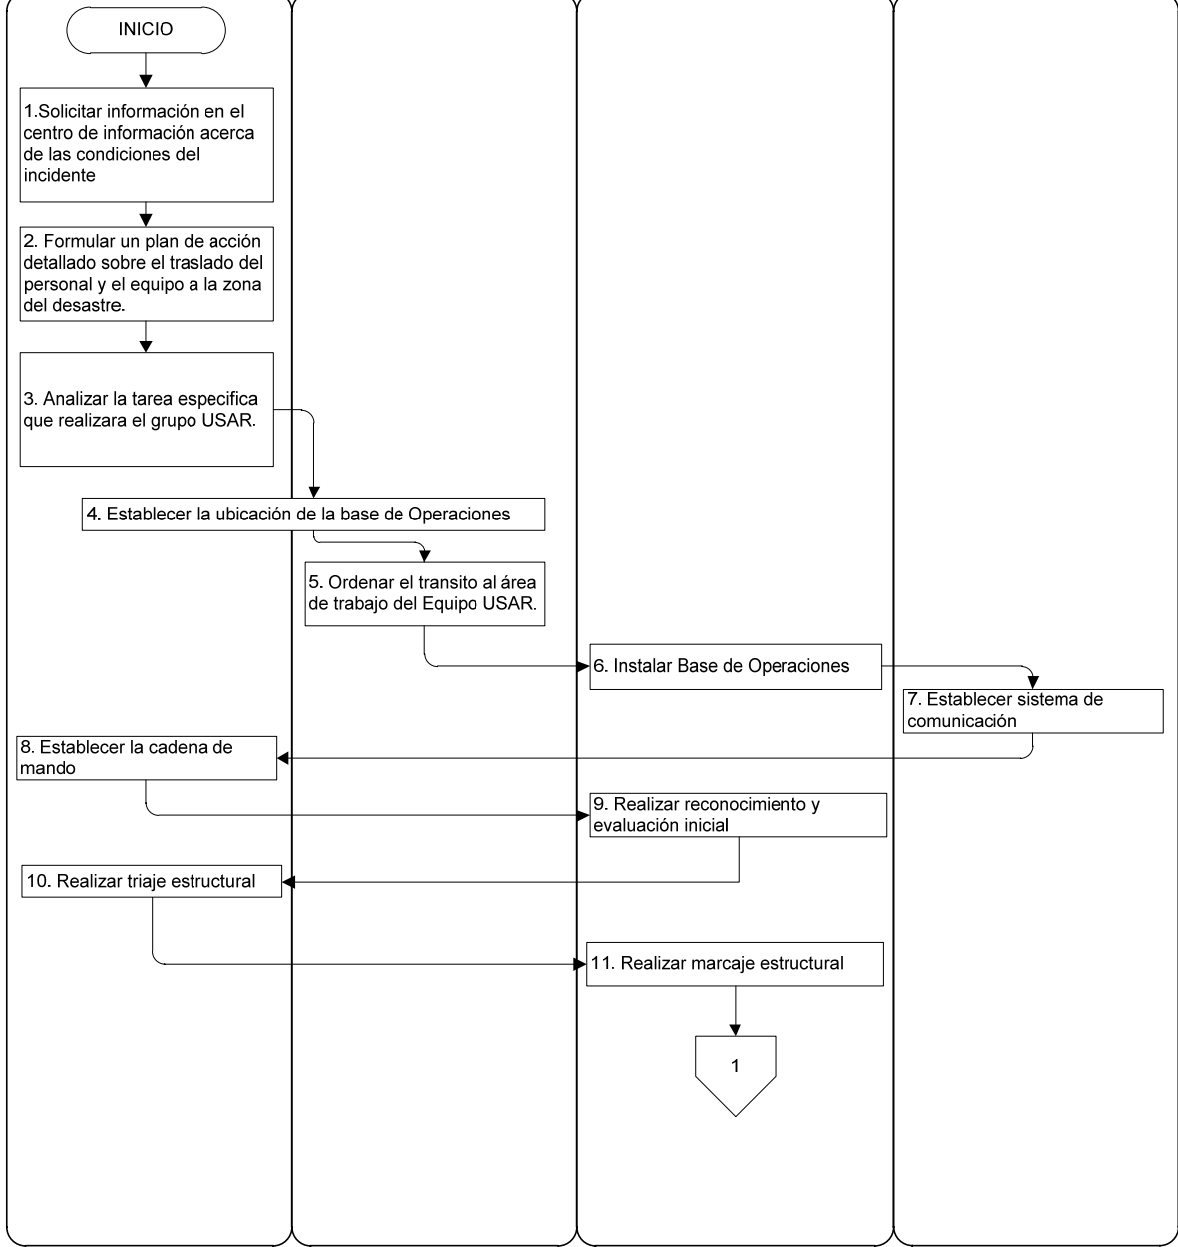 INICIO
1.Solicitar información en el
centro de información acerca
de las condiciones del
incidente
2. Formular un plan de acción
detallado sobre el traslado del
personal y el equipo a la zona
del desastre.
3. Analizar la tarea especifica
que realizara el grupo USAR.
4. Establecer la ubicación de la base de Operaciones
5. Ordenar el transito al área
de trabajo del Equipo USAR.
6. Instalar Base de Operaciones
7. Establecer sistema de
comunicación
8. Establecer la cadena de
mando
9. Realizar reconocimiento y
evaluación inicial
10. Realizar triaje estructural
11. Realizar marcaje estructural
1